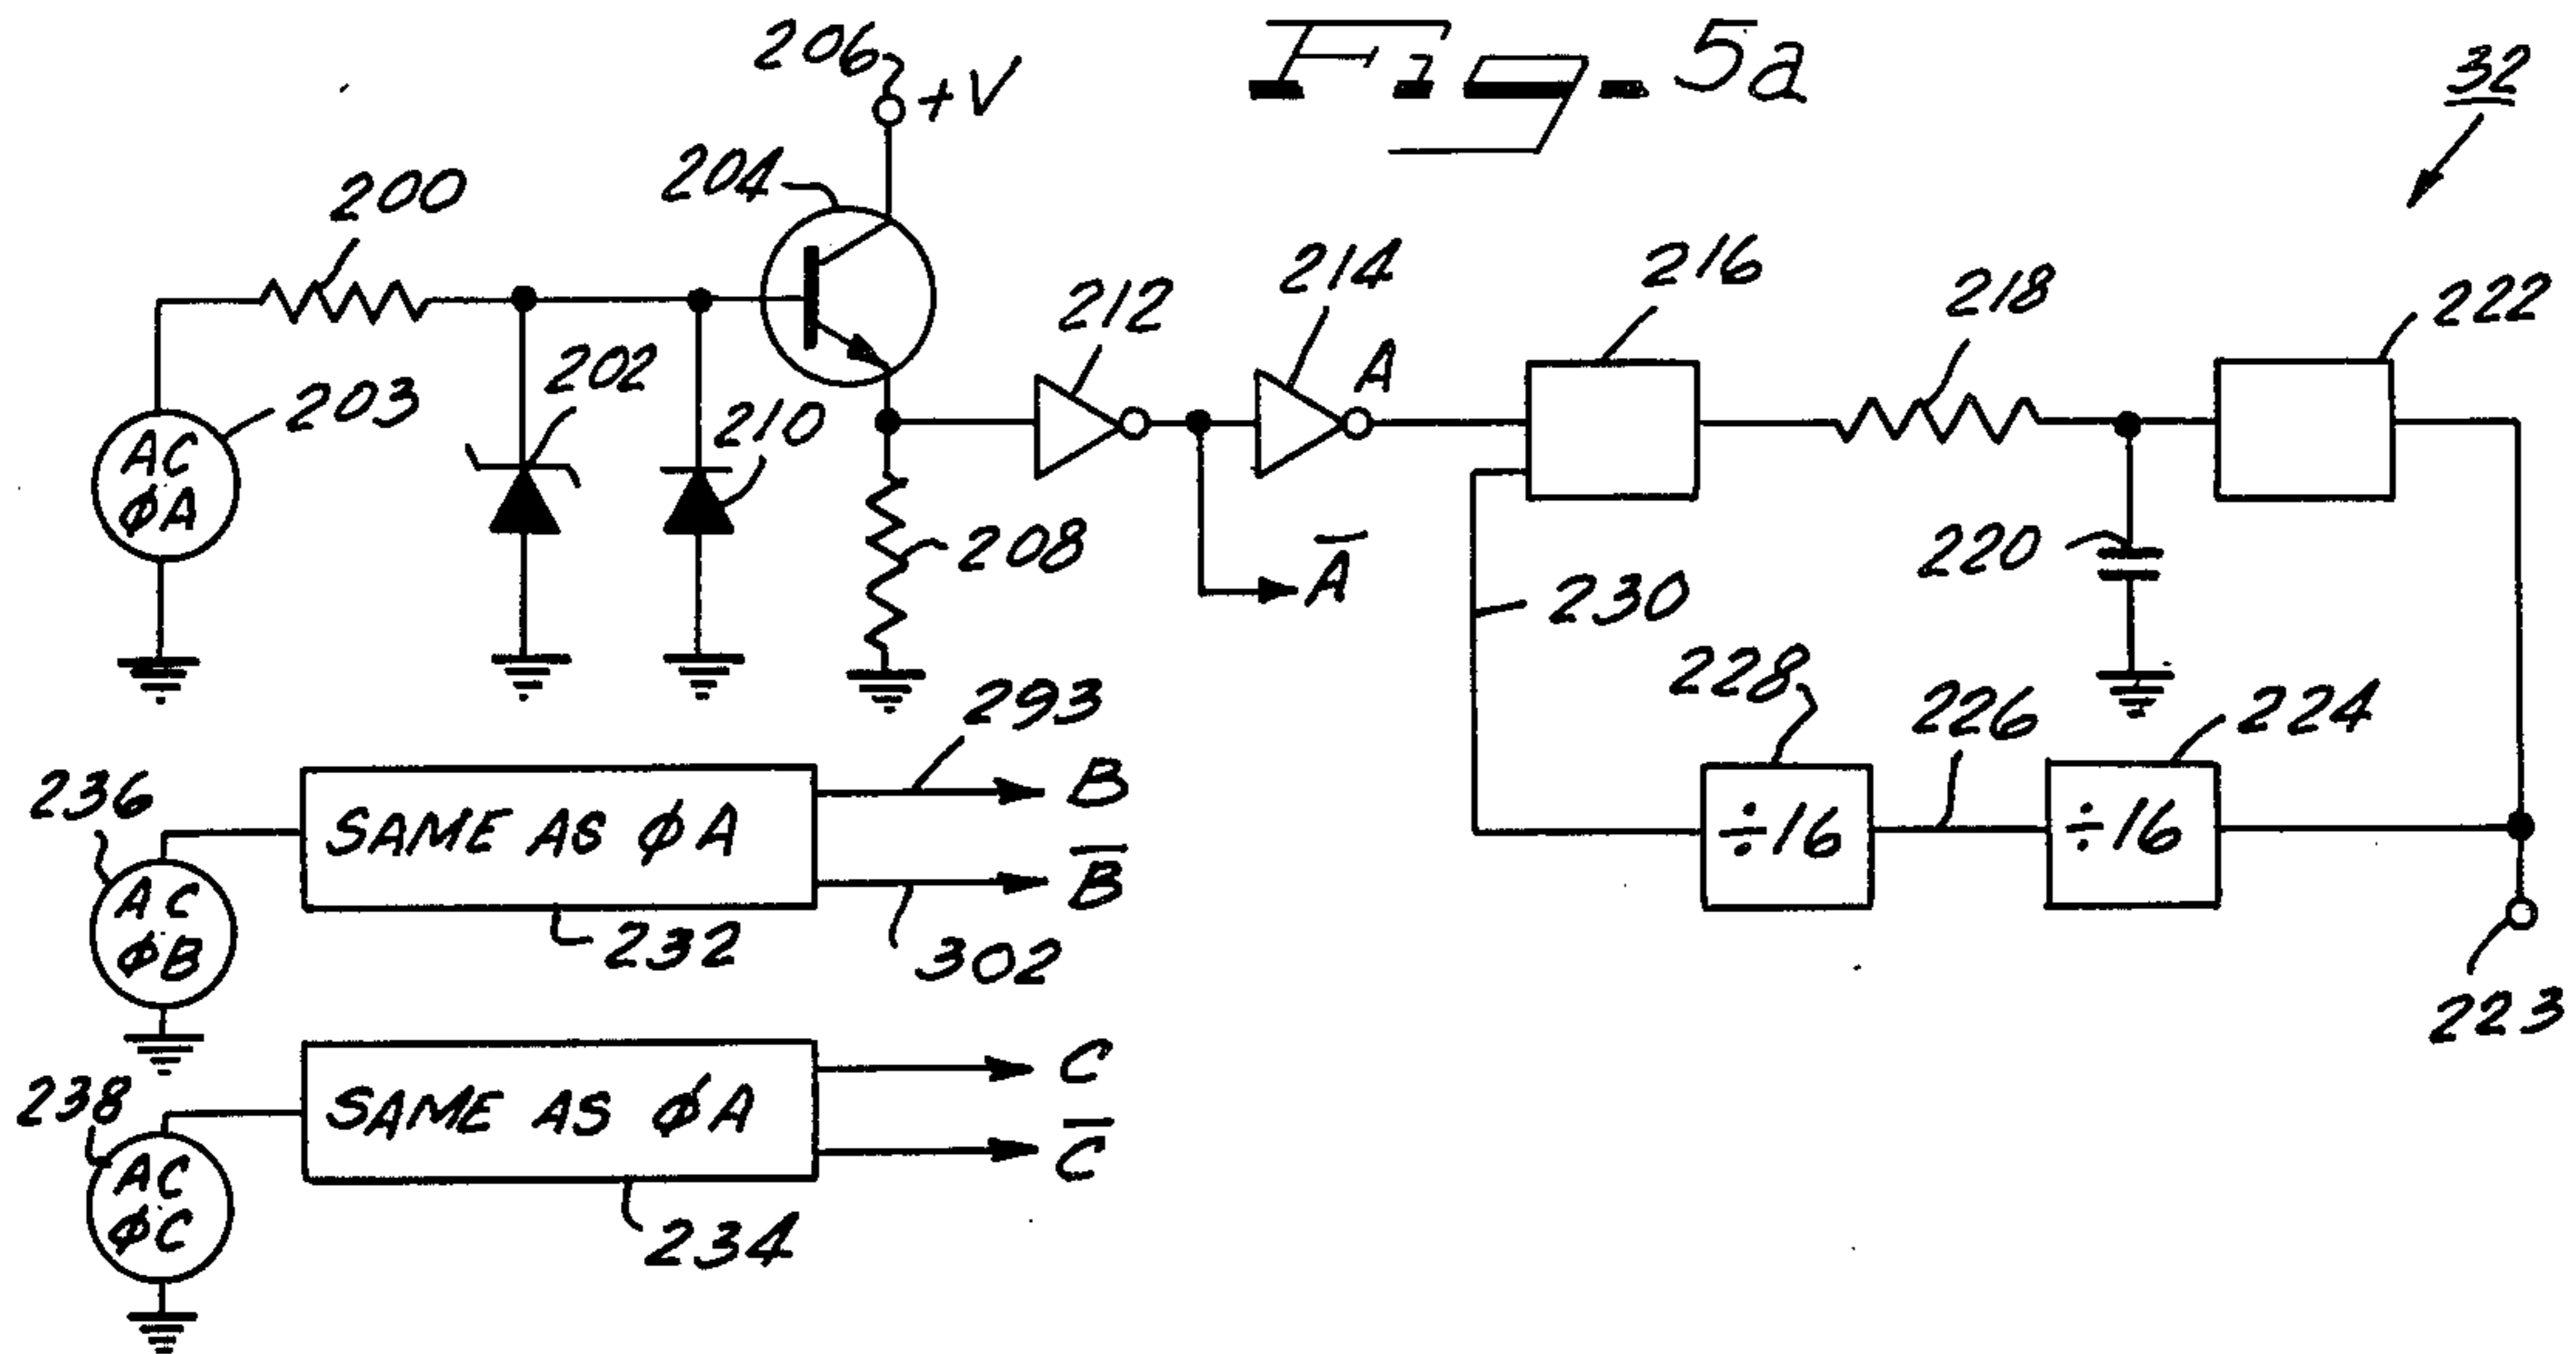 Fig. 5a
32
206
+V
204
200
203
AC
φA
202
210
208
212
214
A
A̅
216
218
220
222
230
228
226
224
÷16
÷16
223
236
AC
φB
SAME AS φA
232
293
B
302
B̅
238
AC
φC
SAME AS φA
234
C
C̅